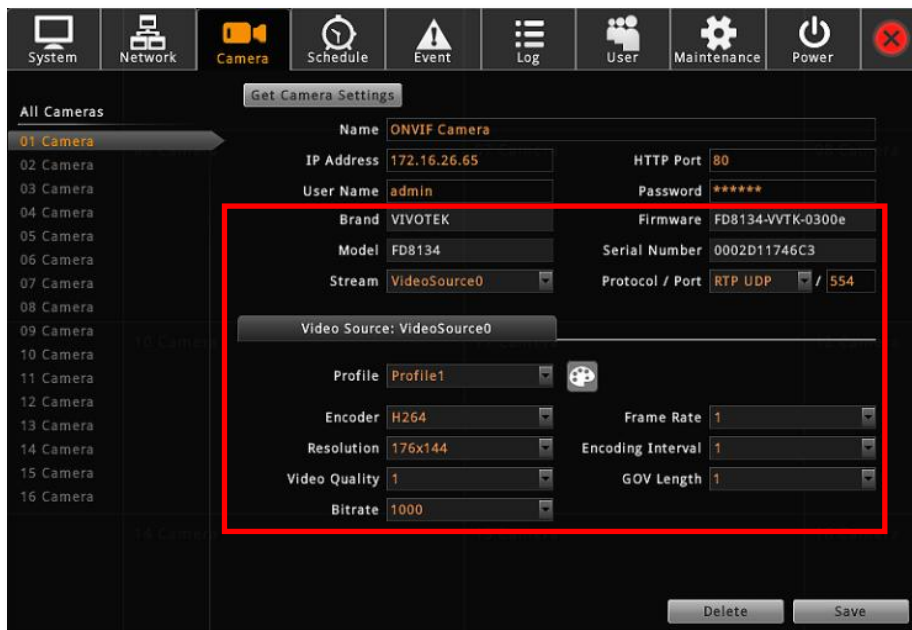 System Network Camera Schedule Event Log User Maintenance Power
Get Camera Settings
All Cameras
01 Camera
02 Camera
03 Camera
04 Camera
05 Camera
06 Camera
07 Camera
08 Camera
09 Camera
10 Camera
11 Camera
12 Camera
13 Camera
14 Camera
15 Camera
16 Camera
Name ONVIF Camera
IP Address 172.16.26.65 HTTP Port 80
User Name admin Password ******
Brand VIVOTEK Firmware FD8134-VVTK-0300e
Model FD8134 Serial Number 0002D11746C3
Stream VideoSource0 Protocol / Port RTP UDP / 554
Video Source: VideoSource0
Profile Profile1
Encoder H264 Frame Rate 1
Resolution 176x144 Encoding Interval 1
Video Quality 1 GOV Length 1
Bitrate 1000
Delete Save